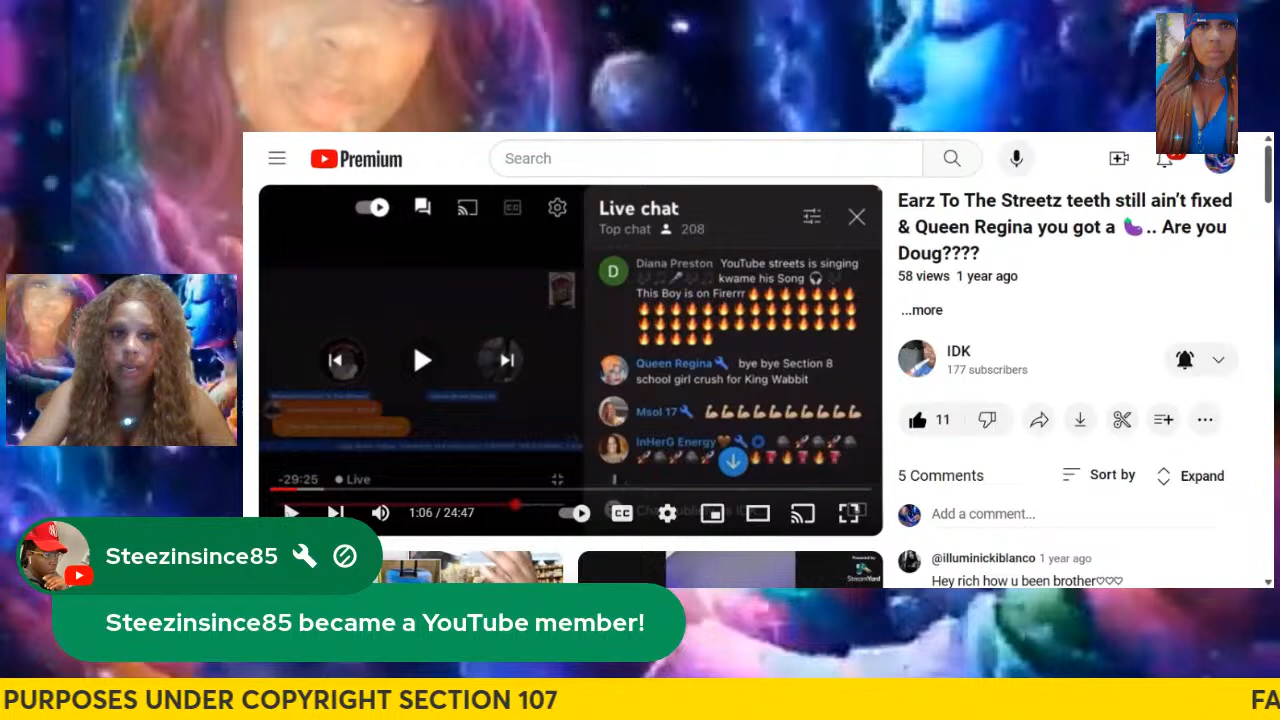 Premium
Search
Live chat
Top chat 208
D
Diana Preston YouTube streets is singing
kwame his Song
This Boy is on Firerrr
Queen Regina bye bye Section 8
school girl crush for King Wabbit
Msol 17
InHerG Energy
-29:25 Live
1:06 / 24:47
CC
Earz To The Streetz teeth still ain't fixed
& Queen Regina you got a 🍆.. Are you
Doug????
58 views 1 year ago
...more
IDK
177 subscribers
11
5 Comments Sort by Expand
Add a comment...
@illuminickiblanco 1 year ago
Hey rich how u been brother♡♡♡
Powered by
StreamYard
Steezinsince85
Steezinsince85 became a YouTube member!
PURPOSES UNDER COPYRIGHT SECTION 107 FA